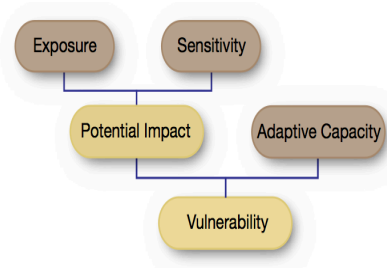 Exposure
Sensitivity
Potential Impact
Adaptive Capacity
Vulnerability